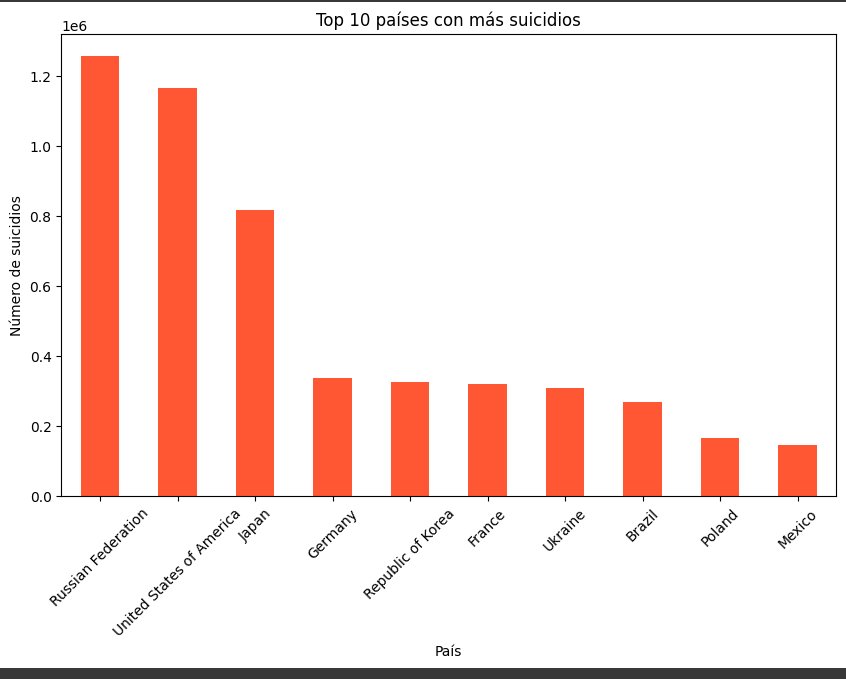 Top 10 países con más suicidios
1e6
1.2
1.0
0.8
0.6
0.4
0.2
0.0
Número de suicidios
Russian Federation
United States of America
Japan
Germany
Republic of Korea
France
Ukraine
Brazil
Poland
Mexico
País